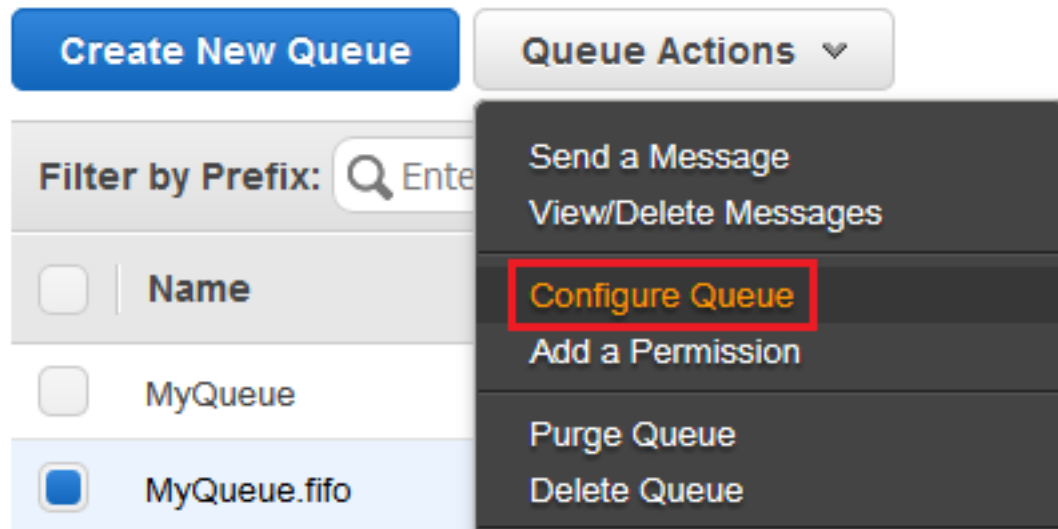 Create New Queue
Queue Actions
Filter by Prefix: Ente
Send a Message
View/Delete Messages
Name
Configure Queue
Add a Permission
MyQueue
Purge Queue
MyQueue.fifo
Delete Queue